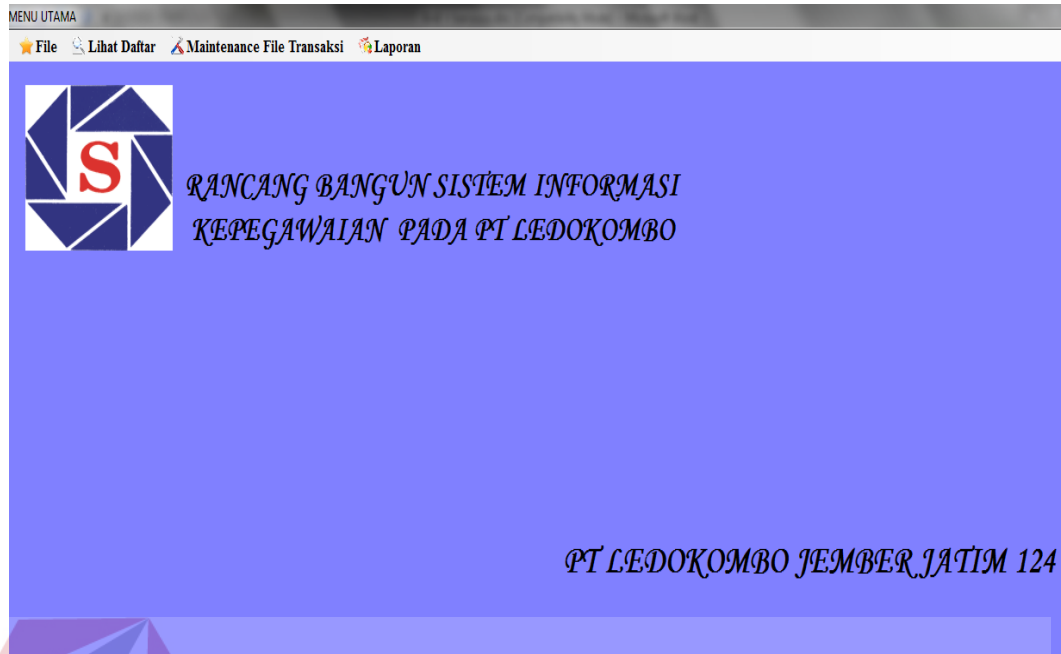 MENU UTAMA
File Lihat Daftar Maintenance File Transaksi Laporan
S
RANCANG BANGUN SISTEM INFORMASI
KEPEGAWAIAN PADA PT LEDOKOMBO
PT LEDOKOMBO JEMBER JATIM 124